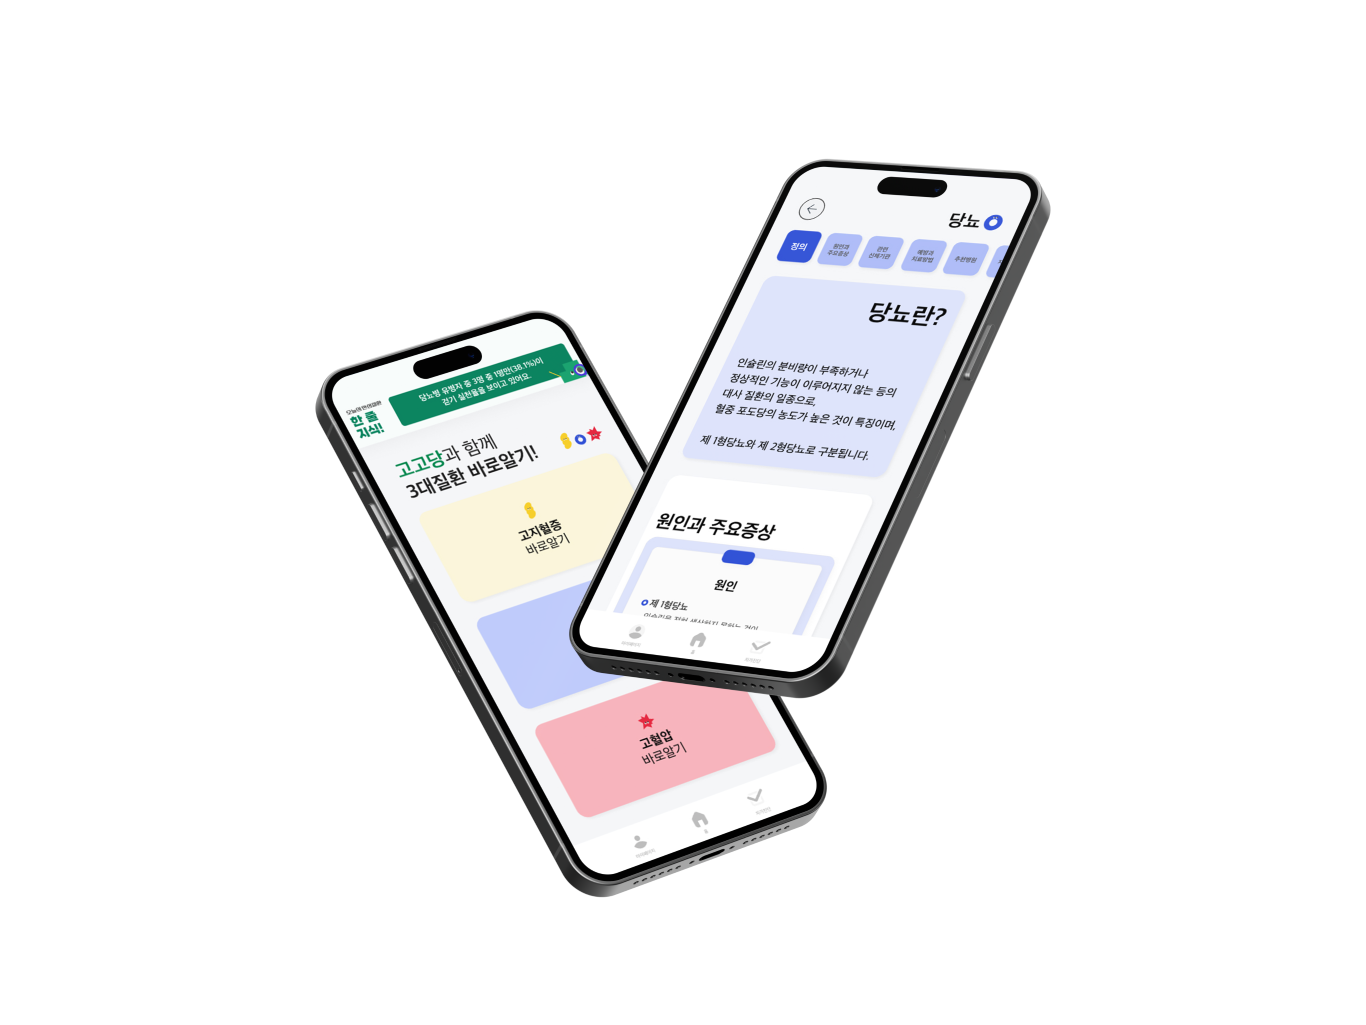 오늘의 만성질환
한 줄
지식!
당뇨병 유병자 중 3명 중 1명만(38.1%)이
걷기 실천율을 보이고 있어요.
고고당과 함께
3대질환 바로알기!
고지혈증
바로알기
고혈압
바로알기
당뇨
정의
원인과
주요증상
관련
신체기관
예방과
치료방법
추천병원
당뇨란?
인슐린의 분비량이 부족하거나
정상적인 기능이 이루어지지 않는 등의
대사 질환의 일종으로,
혈중 포도당의 농도가 높은 것이 특징이며,
제 1형당뇨와 제 2형당뇨로 구분됩니다.
원인과 주요증상
원인
제 1형당뇨